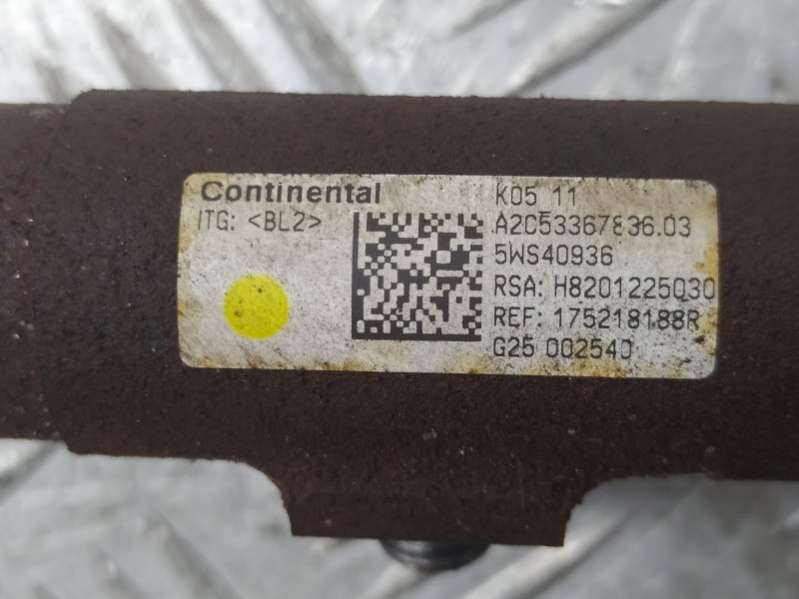 Continental
ITG: <BL2>
K05 11
A2C53367836.03
5WS40936
RSA: H8201225030
REF: 175218188R
G25 002540